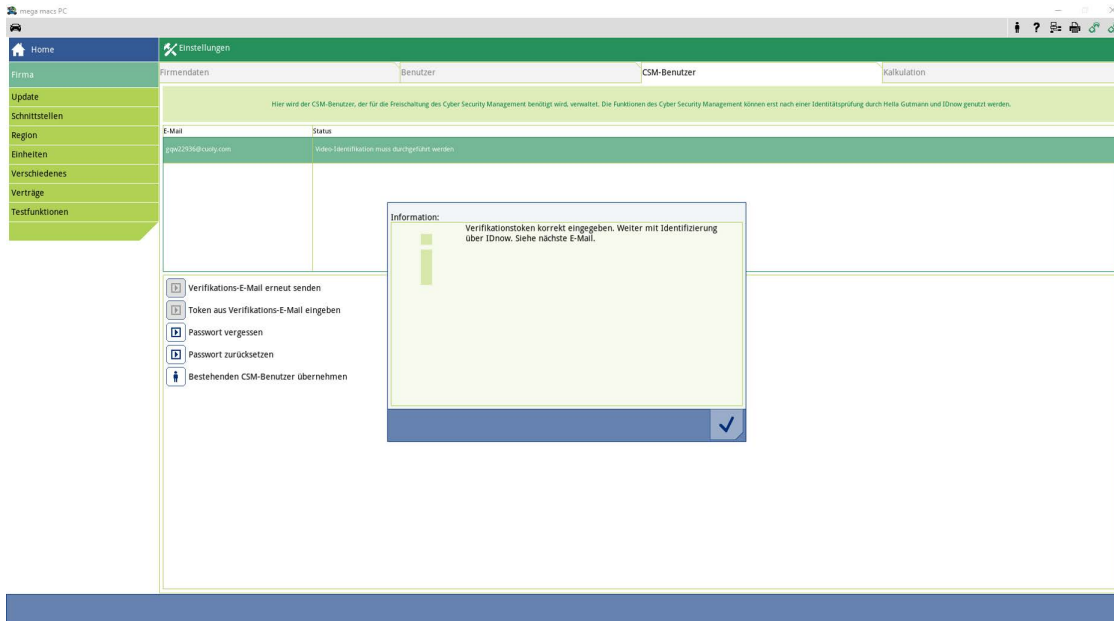 mega macs PC
Home
Einstellungen
Firma
Firmendaten
Benutzer
CSM-Benutzer
Kalkulation
Update
Schnittstellen
Region
Einheiten
Verschiedenes
Verträge
Testfunktionen
Hier wird der CSM-Benutzer, der für die Freischaltung des Cyber Security Management benötigt wird, verwaltet. Die Funktionen des Cyber Security Management können erst nach einer Identitätsprüfung durch Hella Gutmann und IDnow genutzt werden.
E-Mail
Status
gqw22936@cuoly.com
Video-Identifikation muss durchgeführt werden
Information:
Verifikationstoken korrekt eingegeben. Weiter mit Identifizierung
über IDnow. Siehe nächste E-Mail.
Verifikations-E-Mail erneut senden
Token aus Verifikations-E-Mail eingeben
Passwort vergessen
Passwort zurücksetzen
Bestehenden CSM-Benutzer übernehmen